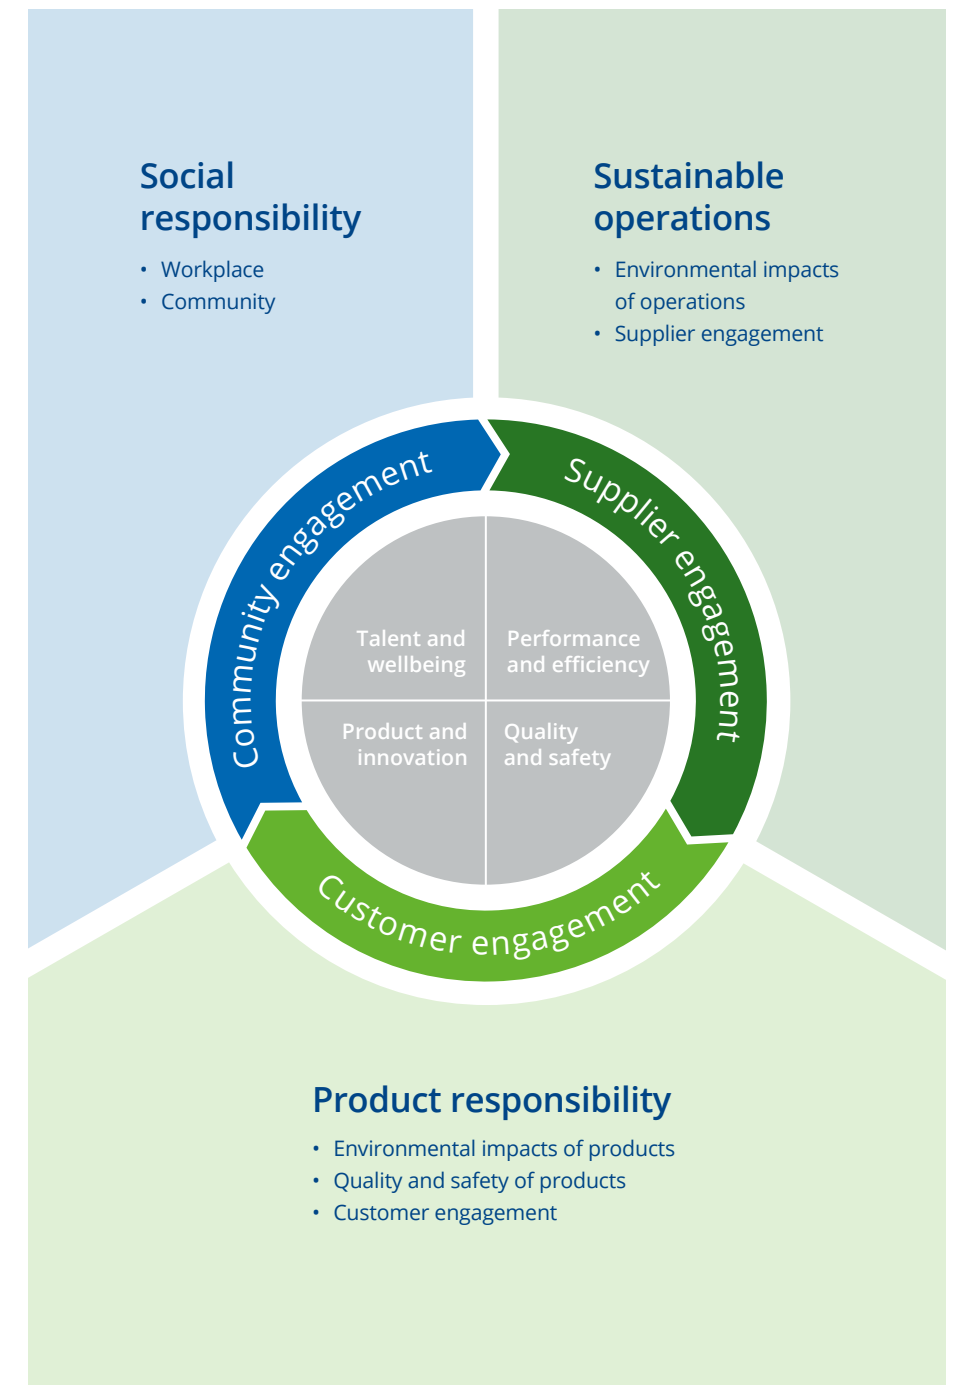 Social
responsibility
• Workplace
• Community
Sustainable
operations
• Environmental impacts
of operations
• Supplier engagement
Community engagement
Supplier engagement
Talent and
wellbeing
Performance
and efficiency
Product and
innovation
Quality
and safety
Customer engagement
Product responsibility
• Environmental impacts of products
• Quality and safety of products
• Customer engagement